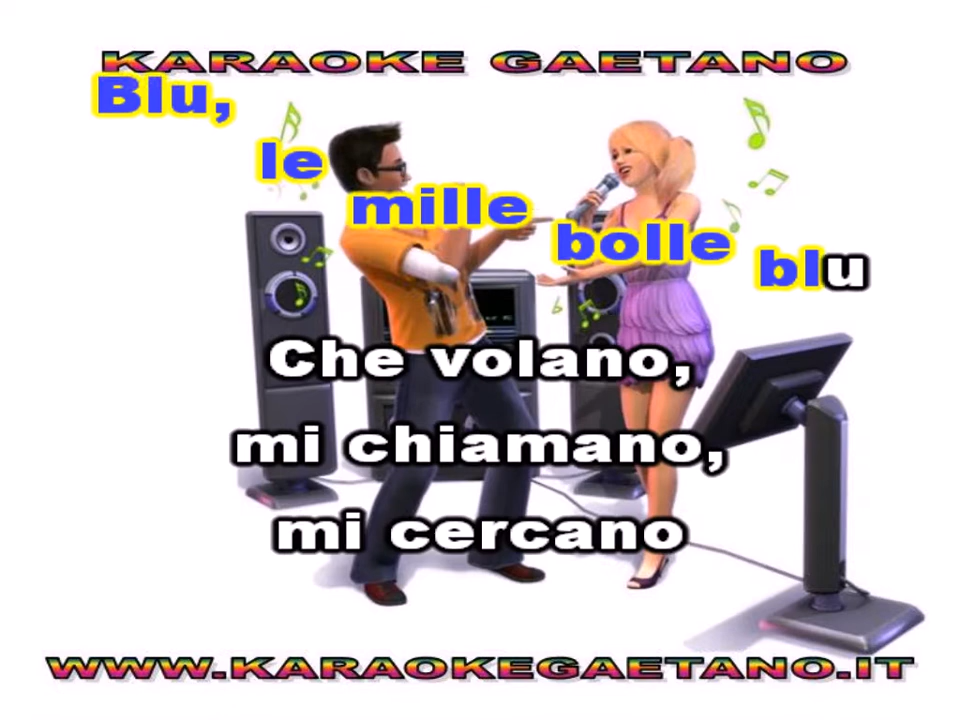 KARAOKE GAETANO
Blu,
le
mille
bolle
blu
Che volano,
mi chiamano,
mi cercano
WWW.KARAOKEGAETANO.IT